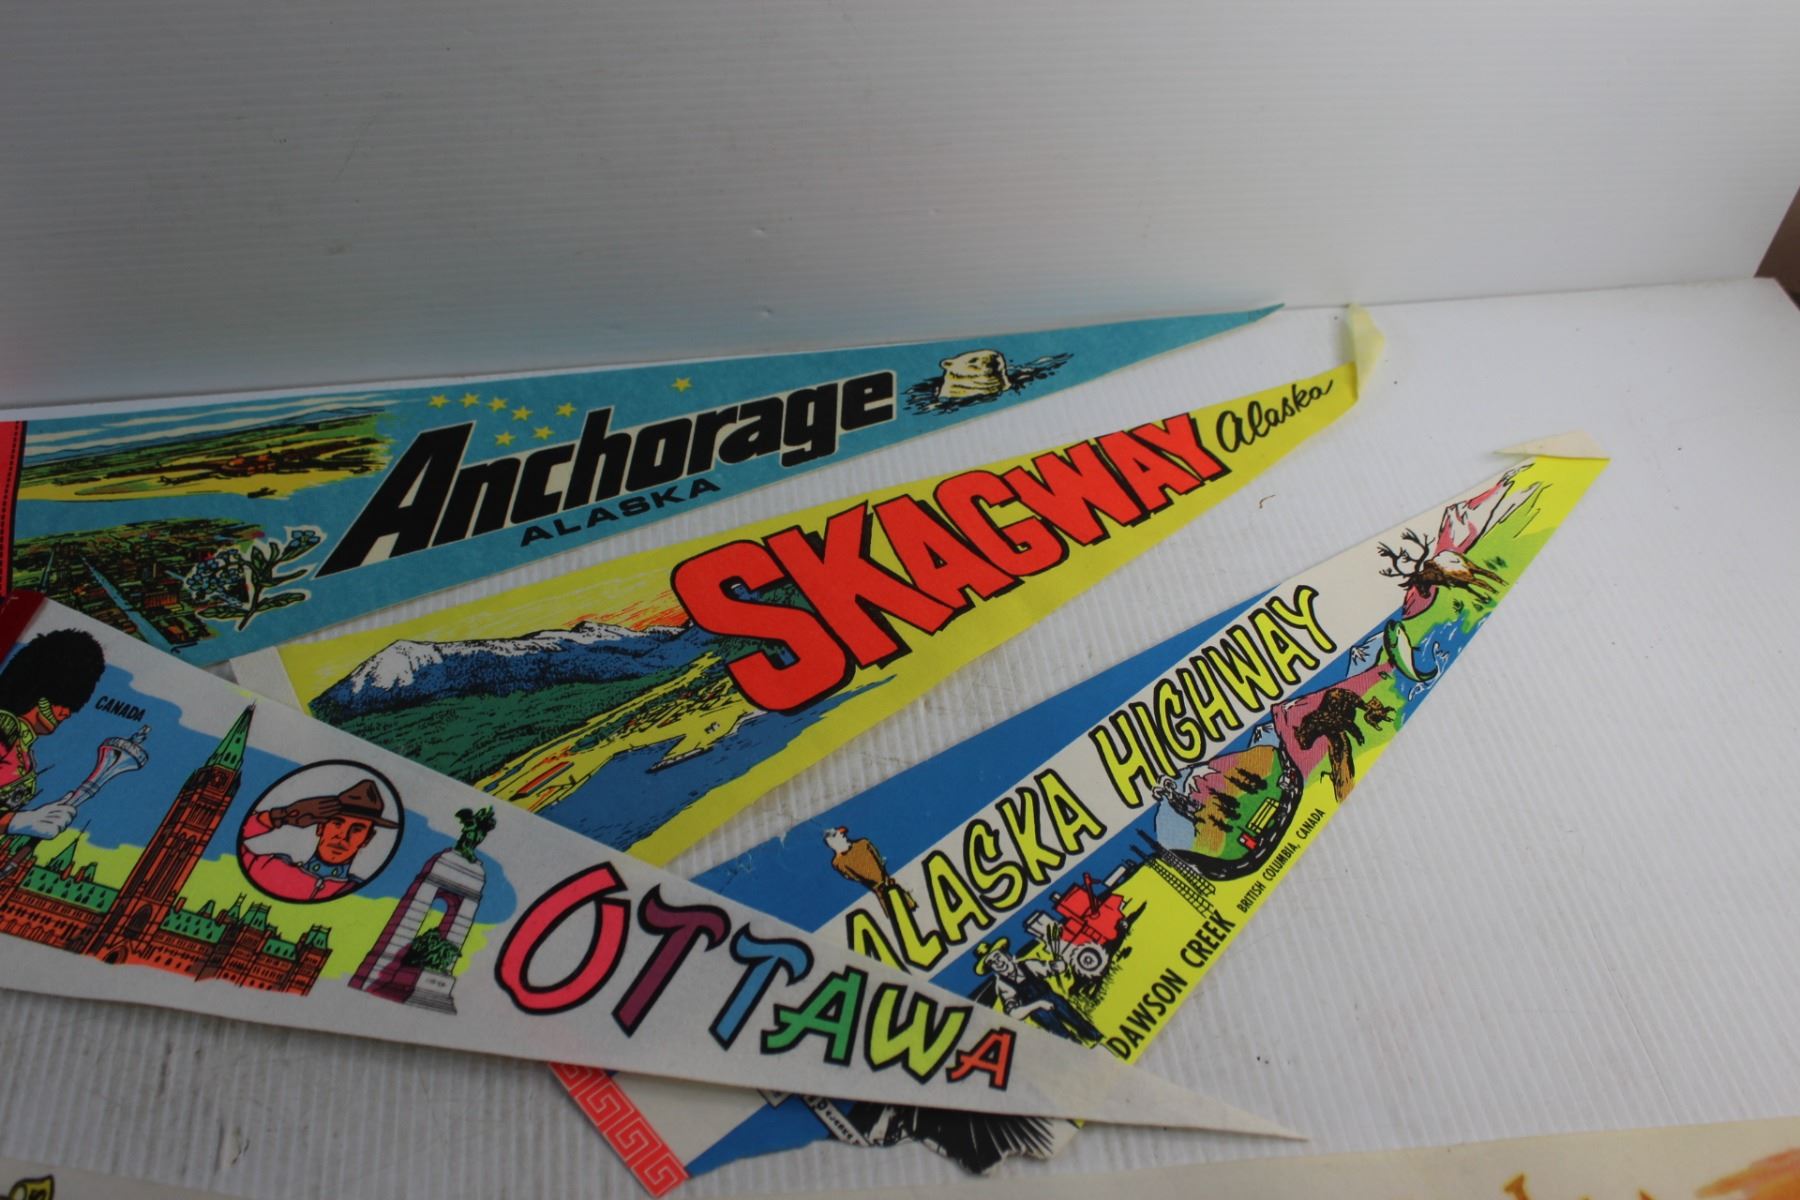 Anchorage
ALASKA
SKAGWAY
Alaska
ALASKA HIGHWAY
DAWSON CREEK
BRITISH COLUMBIA, CANADA
CANADA
OTTAWA